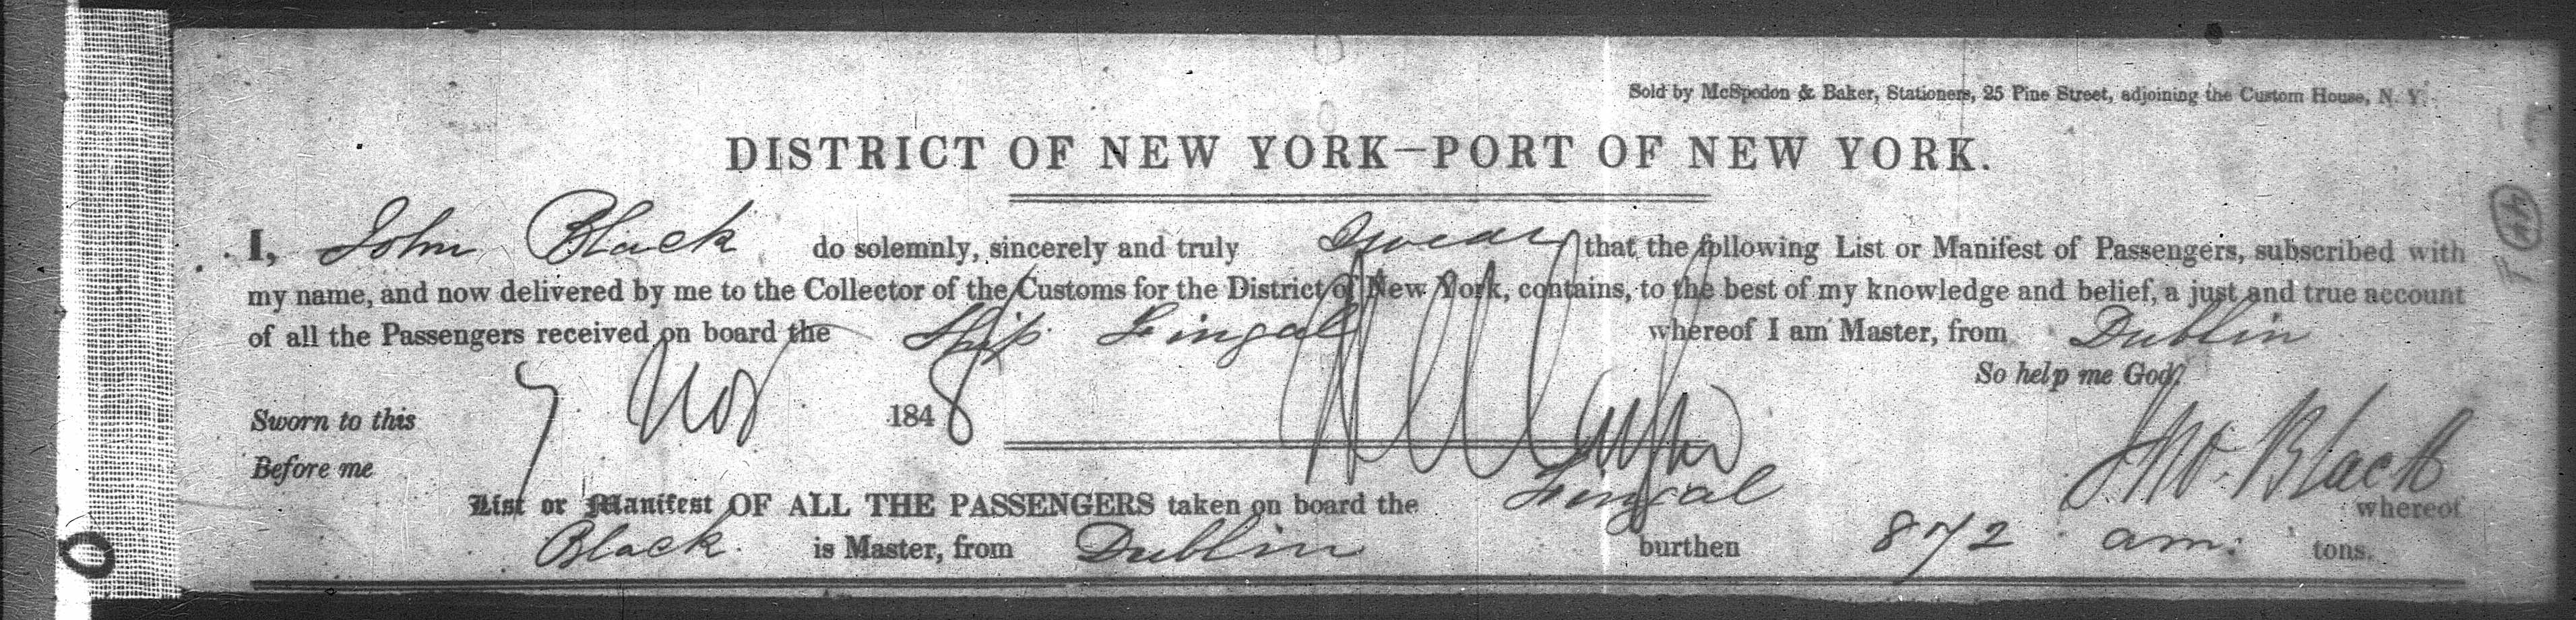 Sold by McSpedon & Baker, Stationers, 25 Pine Street, adjoining the Custom House, N. Y.
DISTRICT OF NEW YORK—PORT OF NEW YORK.
I, John Black do solemnly, sincerely and truly Swear that the following List or Manifest of Passengers, subscribed with
my name, and now delivered by me to the Collector of the Customs for the District of New York, contains, to the best of my knowledge and belief, a just and true account
of all the Passengers received on board the Ship Fingal whereof I am Master, from Dublin
So help me God.
Sworn to this 7 Nov 1848
Jno. Black
Before me
List or Manifest OF ALL THE PASSENGERS taken on board the Fingal whereof
Black is Master, from Dublin burthen 872 am: tons.